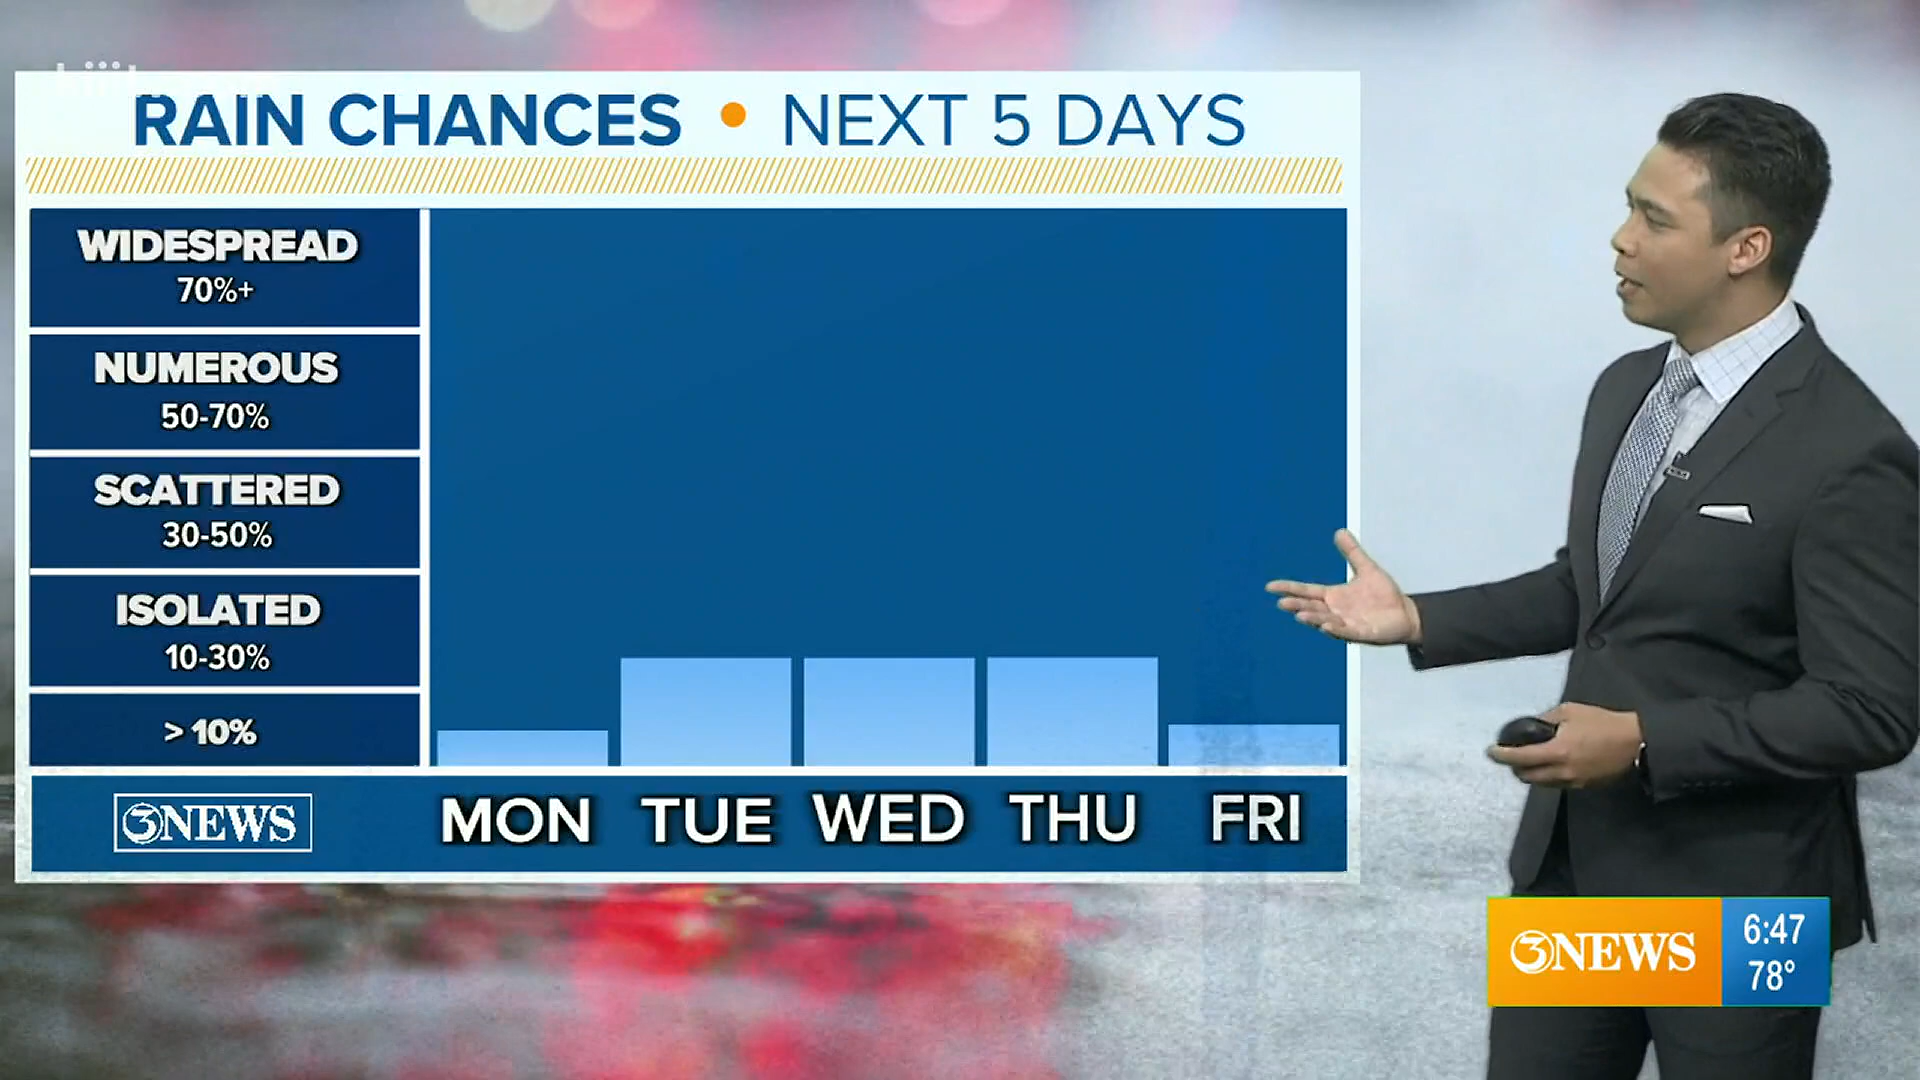 RAIN CHANCES • NEXT 5 DAYS
WIDESPREAD
70%+
NUMEROUS
50-70%
SCATTERED
30-50%
ISOLATED
10-30%
> 10%
3NEWS
MON TUE WED THU FRI
3NEWS
6:47
78°